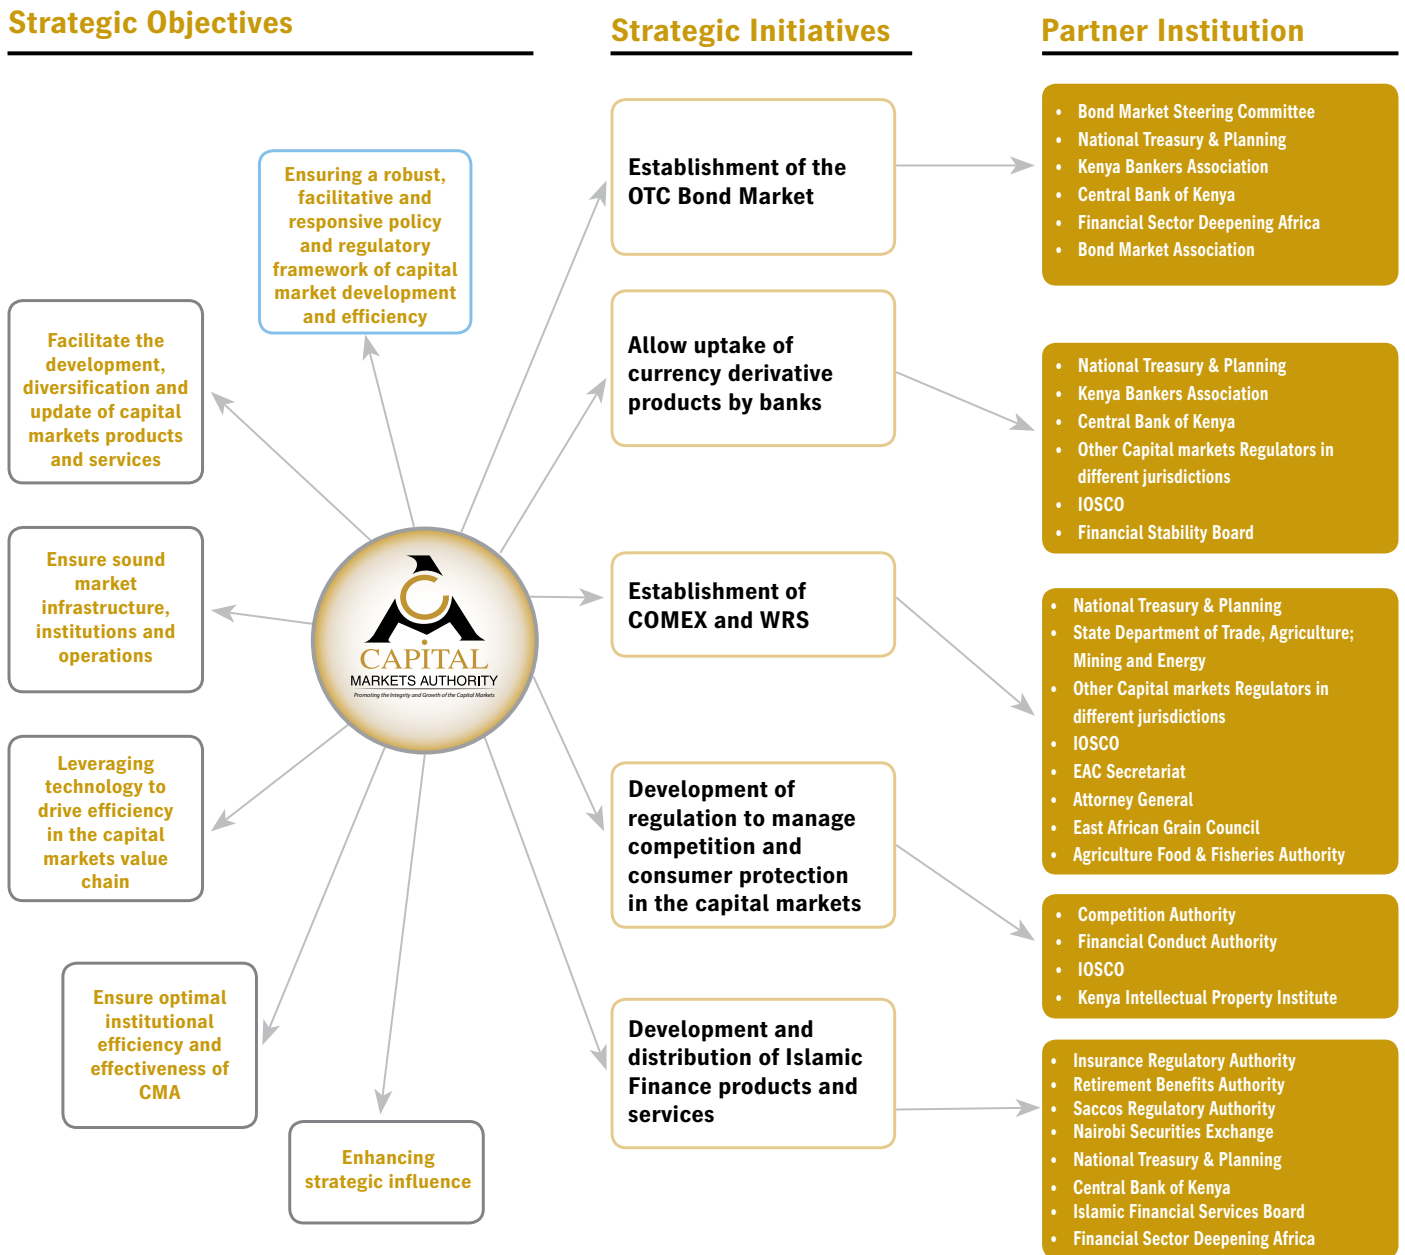 Strategic Objectives
Ensuring a robust,
facilitative and
responsive policy
and regulatory
framework of capital
market development
and efficiency
Facilitate the
development,
diversification and
update of capital
markets products
and services
Ensure sound
market
infrastructure,
institutions and
operations
Leveraging
technology to
drive efficiency
in the capital
markets value
chain
Ensure optimal
institutional
efficiency and
effectiveness of
CMA
Enhancing
strategic influence
CAPITAL
MARKETS AUTHORITY
Promoting the Integrity and Growth of the Capital Markets
Strategic Initiatives
Establishment of the
OTC Bond Market
Allow uptake of
currency derivative
products by banks
Establishment of
COMEX and WRS
Development of
regulation to manage
competition and
consumer protection
in the capital markets
Development and
distribution of Islamic
Finance products and
services
Partner Institution
• Bond Market Steering Committee
• National Treasury & Planning
• Kenya Bankers Association
• Central Bank of Kenya
• Financial Sector Deepening Africa
• Bond Market Association
• National Treasury & Planning
• Kenya Bankers Association
• Central Bank of Kenya
• Other Capital markets Regulators in
different jurisdictions
• IOSCO
• Financial Stability Board
• National Treasury & Planning
• State Department of Trade, Agriculture;
Mining and Energy
• Other Capital markets Regulators in
different jurisdictions
• IOSCO
• EAC Secretariat
• Attorney General
• East African Grain Council
• Agriculture Food & Fisheries Authority
• Competition Authority
• Financial Conduct Authority
• IOSCO
• Kenya Intellectual Property Institute
• Insurance Regulatory Authority
• Retirement Benefits Authority
• Saccos Regulatory Authority
• Nairobi Securities Exchange
• National Treasury & Planning
• Central Bank of Kenya
• Islamic Financial Services Board
• Financial Sector Deepening Africa